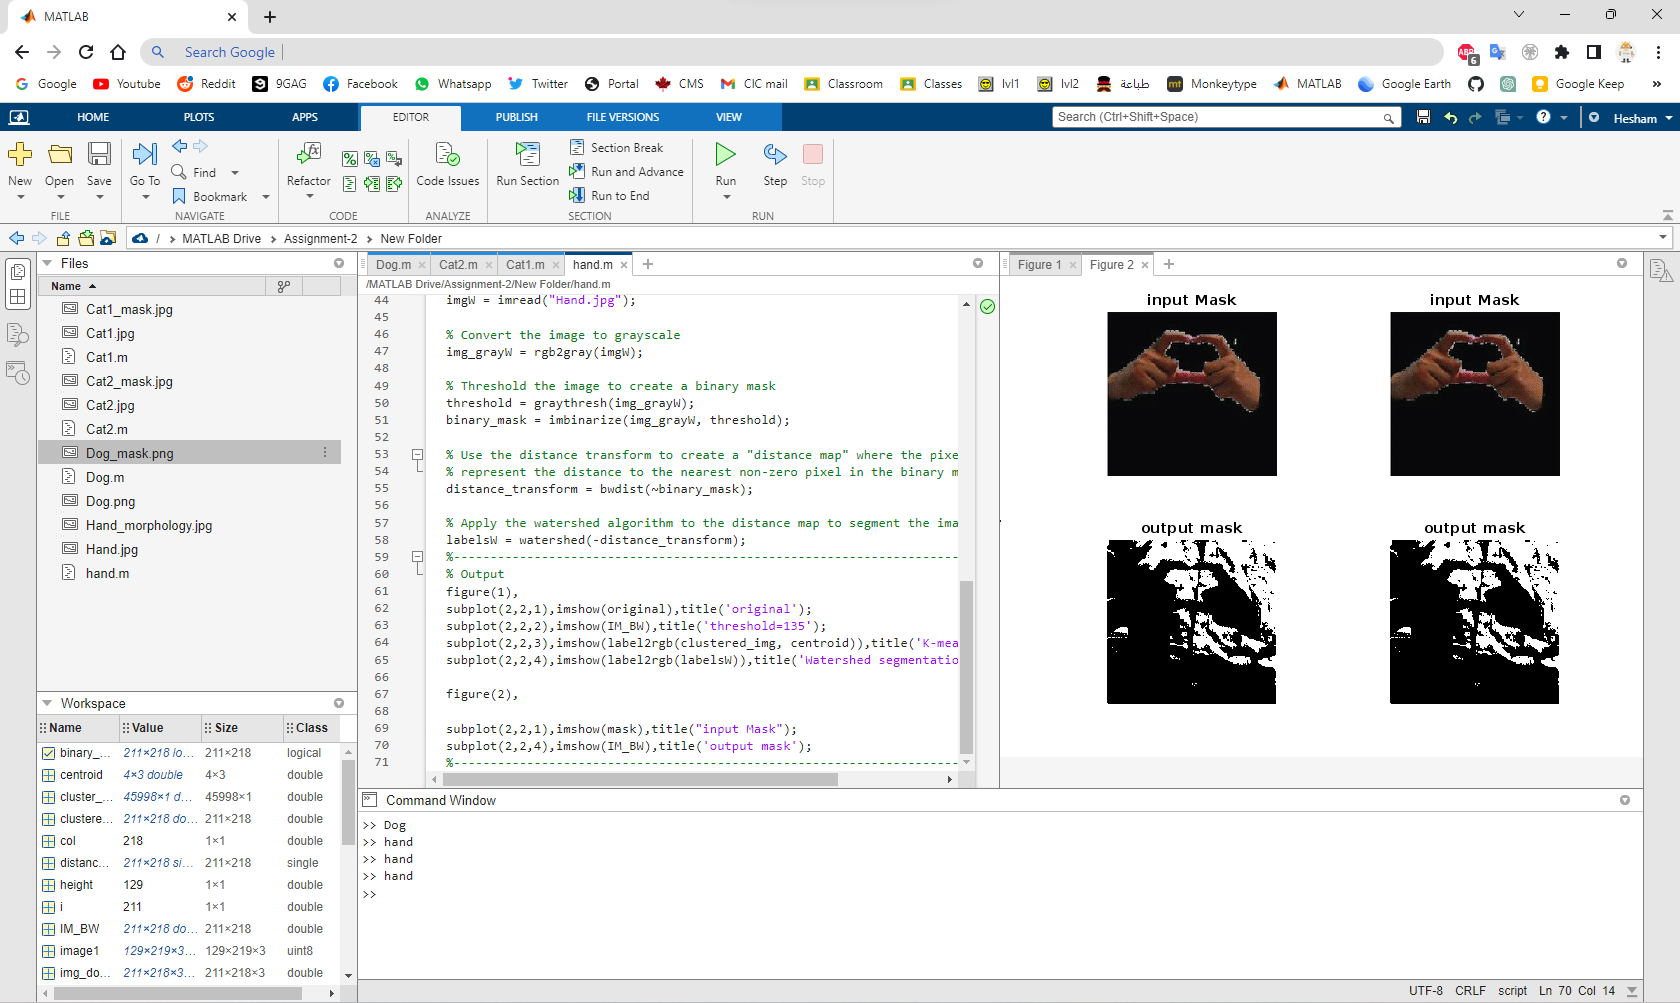 MATLAB
Search Google
ABP
6
Google
Youtube
Reddit
9GAG
Facebook
Whatsapp
Twitter
Portal
CMS
CIC mail
Classroom
Classes
lvl1
lvl2
طباعة
Monkeytype
MATLAB
Google Earth
Google Keep
»
HOME
PLOTS
APPS
EDITOR
PUBLISH
FILE VERSIONS
VIEW
Search (Ctrl+Shift+Space)
Hesham
New
Open
Save
FILE
Go To
Find
Bookmark
NAVIGATE
Refactor
CODE
Code Issues
ANALYZE
Run Section
Section Break
Run and Advance
Run to End
SECTION
Run
Step
Stop
RUN
/ › MATLAB Drive › Assignment-2 › New Folder
Files
Name
Cat1_mask.jpg
Cat1.jpg
Cat1.m
Cat2_mask.jpg
Cat2.jpg
Cat2.m
Dog_mask.png
Dog.m
Dog.png
Hand_morphology.jpg
Hand.jpg
hand.m
Workspace
Name Value Size Class
binary_... 211×218 lo... 211×218 logical
centroid 4×3 double 4×3 double
cluster_... 45998×1 d... 45998×1 double
clustere... 211×218 do... 211×218 double
col 218 1×1 double
distanc... 211×218 si... 211×218 single
height 129 1×1 double
i 211 1×1 double
IM_BW 211×218 do... 211×218 double
image1 129×219×3... 129×219×3 uint8
img_do... 211×218×3... 211×218×3 double
Dog.m
Cat2.m
Cat1.m
hand.m
/MATLAB Drive/Assignment-2/New Folder/hand.m
44 imgW = imread("Hand.jpg");
45
46 % Convert the image to grayscale
47 img_grayW = rgb2gray(imgW);
48
49 % Threshold the image to create a binary mask
50 threshold = graythresh(img_grayW);
51 binary_mask = imbinarize(img_grayW, threshold);
52
53 % Use the distance transform to create a "distance map" where the pixe
54 % represent the distance to the nearest non-zero pixel in the binary m
55 distance_transform = bwdist(~binary_mask);
56
57 % Apply the watershed algorithm to the distance map to segment the ima
58 labelsW = watershed(-distance_transform);
59 %--------------------------------------------------------------------
60 % Output
61 figure(1),
62 subplot(2,2,1),imshow(original),title('original');
63 subplot(2,2,2),imshow(IM_BW),title('threshold=135');
64 subplot(2,2,3),imshow(label2rgb(clustered_img, centroid)),title('K-mea
65 subplot(2,2,4),imshow(label2rgb(labelsW)),title('Watershed segmentatio
66
67 figure(2),
68
69 subplot(2,2,1),imshow(mask),title("input Mask");
70 subplot(2,2,4),imshow(IM_BW),title('output mask');
71 %--------------------------------------------------------------------
Figure 1
Figure 2
input Mask
input Mask
output mask
output mask
Command Window
>> Dog
>> hand
>> hand
>> hand
>>
UTF-8 CRLF script Ln 70 Col 14